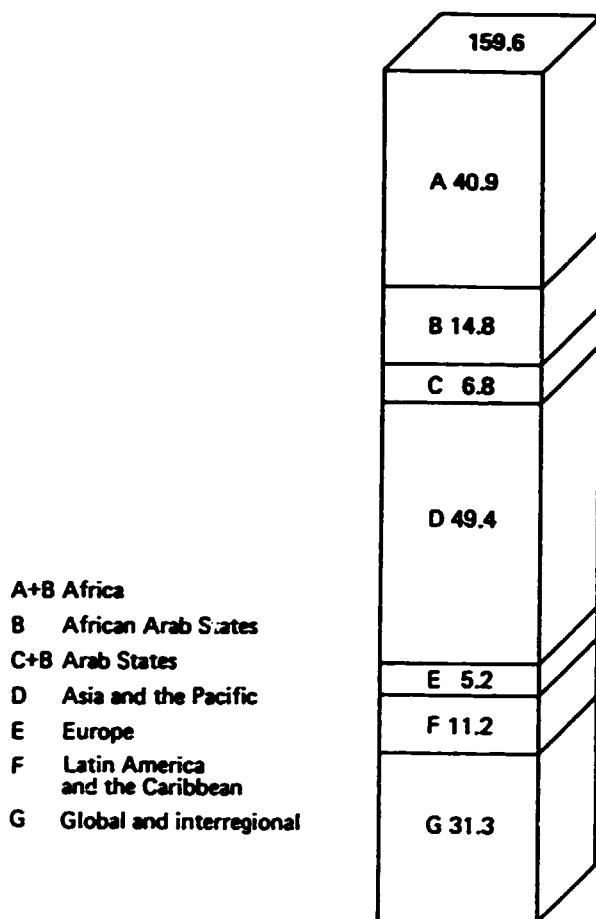 159.6
A 40.9
B 14.8
C 6.8
D 49.4
E 5.2
F 11.2
G 31.3
A+B Africa
B African Arab States
C+B Arab States
D Asia and the Pacific
E Europe
F Latin America
and the Caribbean
G Global and interregional